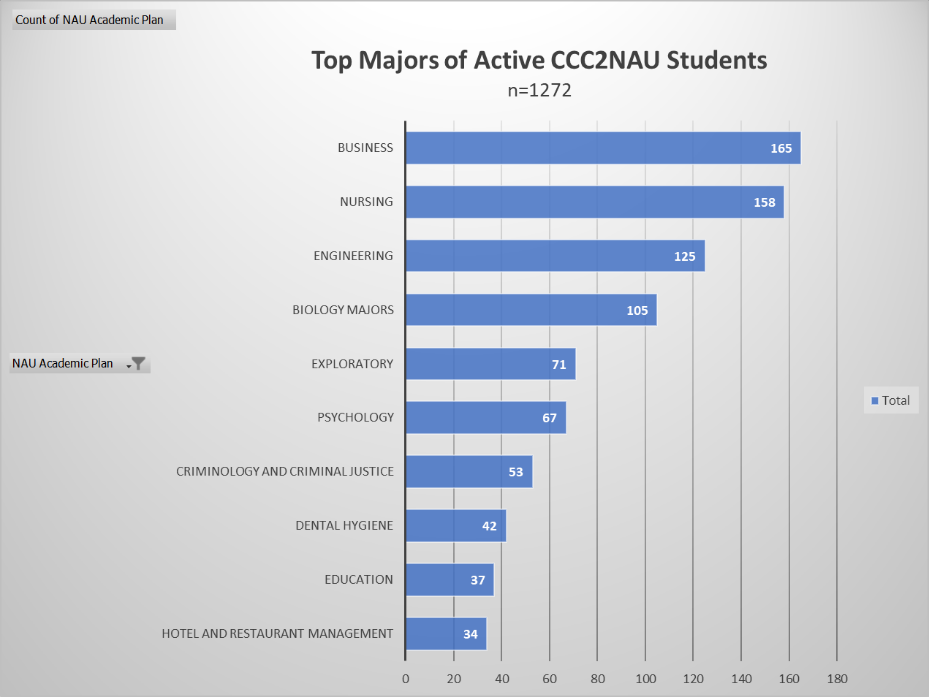 Count of NAU Academic Plan
Top Majors of Active CCC2NAU Students
n=1272
BUSINESS 165
NURSING 158
ENGINEERING 125
BIOLOGY MAJORS 105
EXPLORATORY 71
NAU Academic Plan
PSYCHOLOGY 67
Total
CRIMINOLOGY AND CRIMINAL JUSTICE 53
DENTAL HYGIENE 42
EDUCATION 37
HOTEL AND RESTAURANT MANAGEMENT 34
0 20 40 60 80 100 120 140 160 180